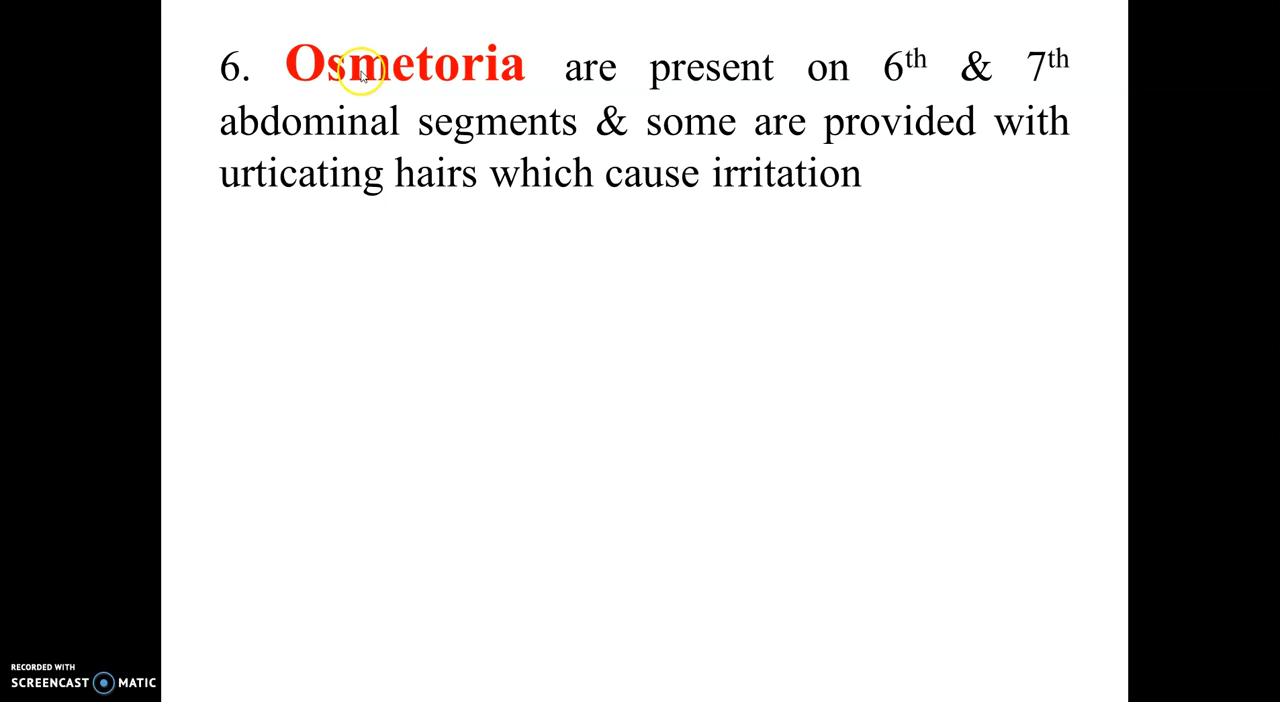 6. Osmetoria are present on 6th & 7th
abdominal segments & some are provided with
urticating hairs which cause irritation
RECORDED WITH
SCREENCAST MATIC